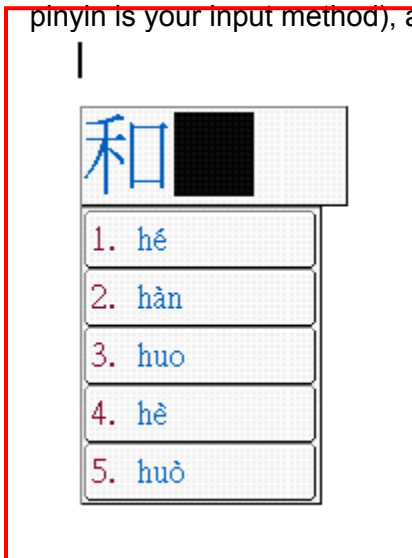 pinyin is your input method), a
和
1. hé
2. hàn
3. huo
4. hè
5. huò